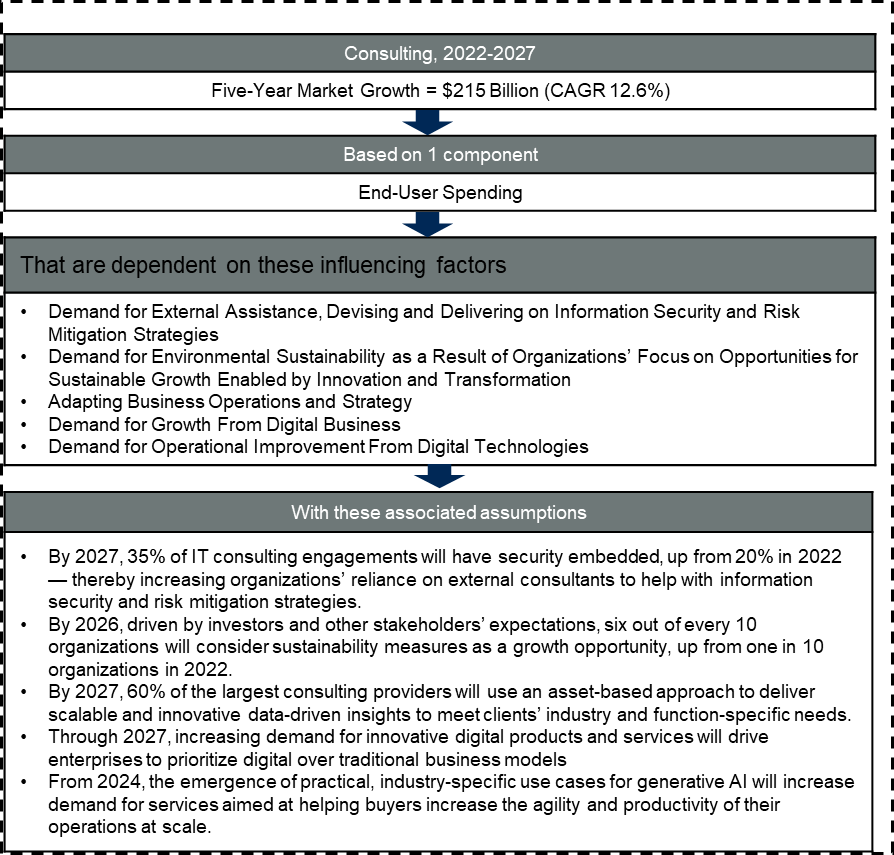 Consulting, 2022-2027
Five-Year Market Growth = $215 Billion (CAGR 12.6%)
Based on 1 component
End-User Spending
That are dependent on these influencing factors
• Demand for External Assistance, Devising and Delivering on Information Security and Risk
Mitigation Strategies
• Demand for Environmental Sustainability as a Result of Organizations’ Focus on Opportunities for
Sustainable Growth Enabled by Innovation and Transformation
• Adapting Business Operations and Strategy
• Demand for Growth From Digital Business
• Demand for Operational Improvement From Digital Technologies
With these associated assumptions
• By 2027, 35% of IT consulting engagements will have security embedded, up from 20% in 2022
— thereby increasing organizations’ reliance on external consultants to help with information
security and risk mitigation strategies.
• By 2026, driven by investors and other stakeholders’ expectations, six out of every 10
organizations will consider sustainability measures as a growth opportunity, up from one in 10
organizations in 2022.
• By 2027, 60% of the largest consulting providers will use an asset-based approach to deliver
scalable and innovative data-driven insights to meet clients’ industry and function-specific needs.
• Through 2027, increasing demand for innovative digital products and services will drive
enterprises to prioritize digital over traditional business models
• From 2024, the emergence of practical, industry-specific use cases for generative AI will increase
demand for services aimed at helping buyers increase the agility and productivity of their
operations at scale.